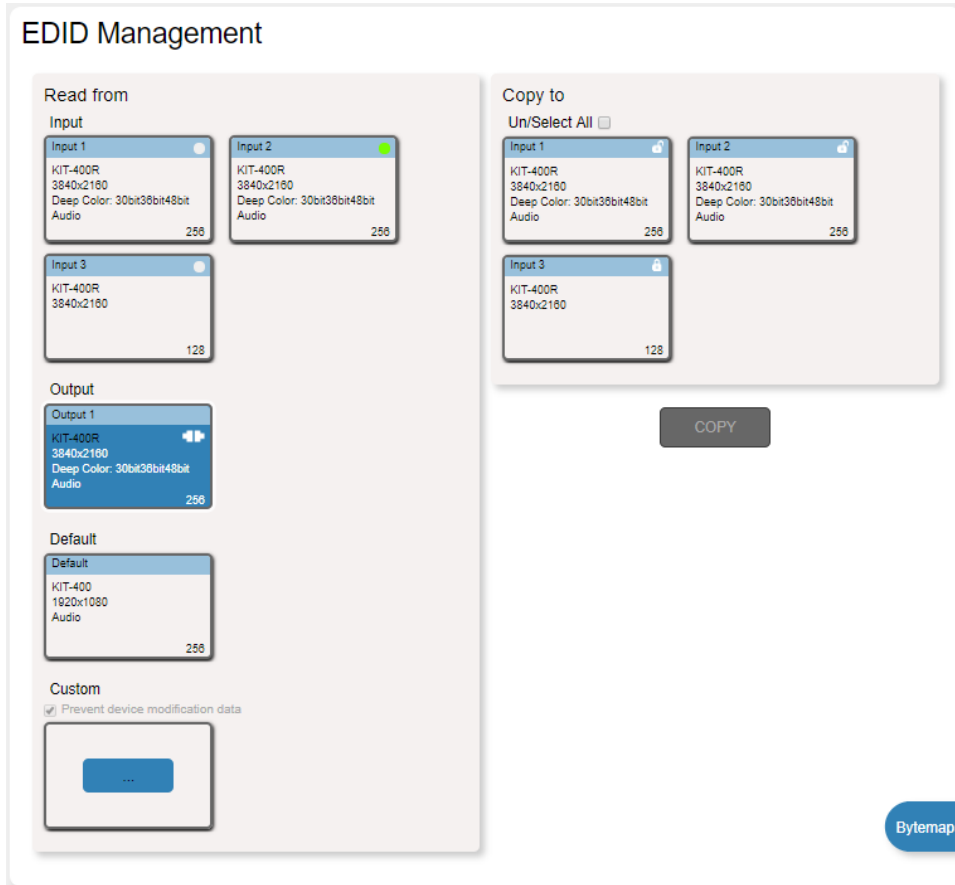 EDID Management
Read from
Input
Input 1
KIT-400R
3840x2160
Deep Color: 30bit36bit48bit
Audio
256
Input 2
KIT-400R
3840x2160
Deep Color: 30bit36bit48bit
Audio
256
Input 3
KIT-400R
3840x2160
128
Output
Output 1
KIT-400R
3840x2160
Deep Color: 30bit36bit48bit
Audio
256
Default
Default
KIT-400
1920x1080
Audio
256
Custom
Prevent device modification data
...
Copy to
Un/Select All
Input 1
KIT-400R
3840x2160
Deep Color: 30bit36bit48bit
Audio
256
Input 2
KIT-400R
3840x2160
Deep Color: 30bit36bit48bit
Audio
256
Input 3
KIT-400R
3840x2160
128
COPY
Bytemap